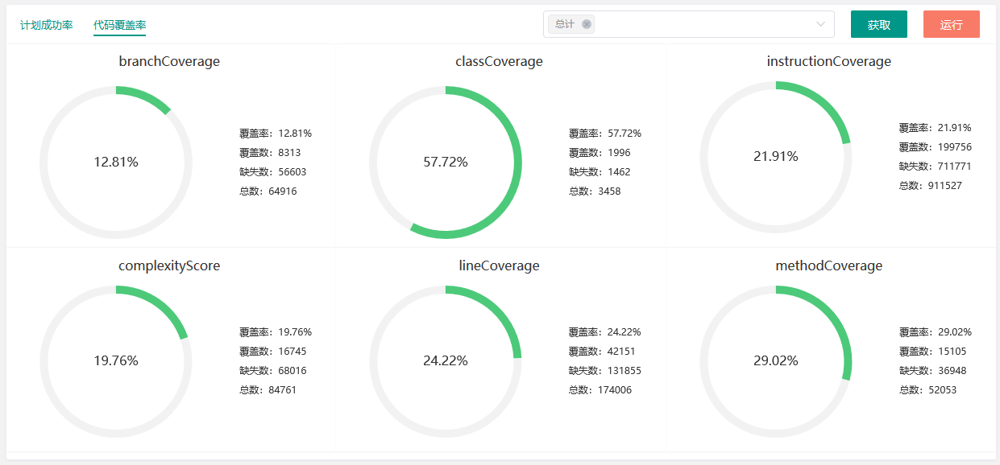 计划成功率 代码覆盖率 总计 获取 运行
branchCoverage
12.81%
覆盖率：12.81%
覆盖数：8313
缺失数：56603
总数：64916
classCoverage
57.72%
覆盖率：57.72%
覆盖数：1996
缺失数：1462
总数：3458
instructionCoverage
21.91%
覆盖率：21.91%
覆盖数：199756
缺失数：711771
总数：911527
complexityScore
19.76%
覆盖率：19.76%
覆盖数：16745
缺失数：68016
总数：84761
lineCoverage
24.22%
覆盖率：24.22%
覆盖数：42151
缺失数：131855
总数：174006
methodCoverage
29.02%
覆盖率：29.02%
覆盖数：15105
缺失数：36948
总数：52053